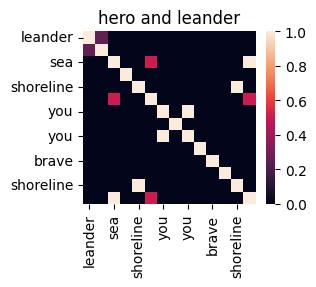 hero and leander
leander
sea
shoreline
you
you
brave
shoreline
1.0
0.8
0.6
0.4
0.2
0.0
leander
sea
shoreline
you
you
brave
shoreline